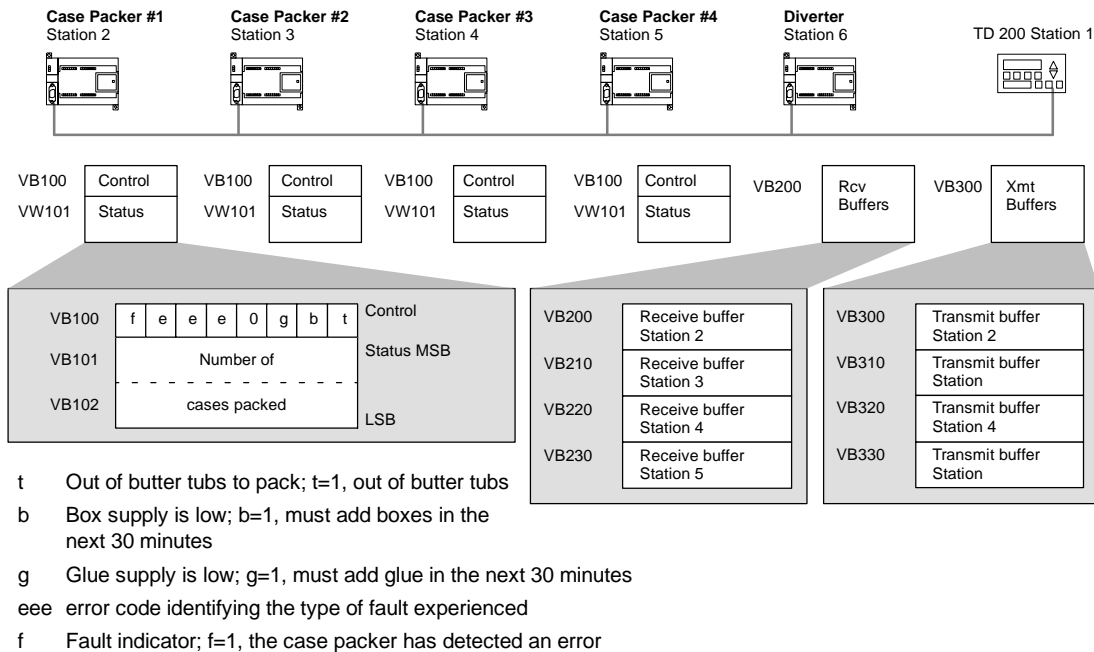 Case Packer #1
Station 2
Case Packer #2
Station 3
Case Packer #3
Station 4
Case Packer #4
Station 5
Diverter
Station 6
TD 200 Station 1
VB100 Control
VW101 Status
VB100 Control
VW101 Status
VB100 Control
VW101 Status
VB100 Control
VW101 Status
VB200 Rcv
Buffers
VB300 Xmt
Buffers
VB100 f e e e 0 g b t Control
VB101 Number of Status MSB
VB102 cases packed
LSB
VB200 Receive buffer
Station 2
VB210 Receive buffer
Station 3
VB220 Receive buffer
Station 4
VB230 Receive buffer
Station 5
VB300 Transmit buffer
Station 2
VB310 Transmit buffer
Station
VB320 Transmit buffer
Station 4
VB330 Transmit buffer
Station
t Out of butter tubs to pack; t=1, out of butter tubs
b Box supply is low; b=1, must add boxes in the
next 30 minutes
g Glue supply is low; g=1, must add glue in the next 30 minutes
eee error code identifying the type of fault experienced
f Fault indicator; f=1, the case packer has detected an error